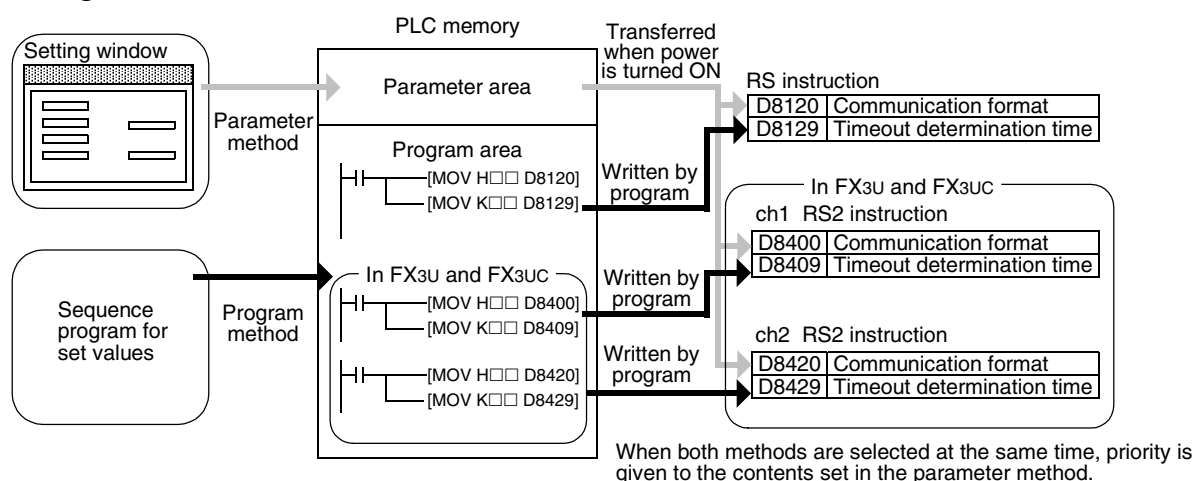 PLC memory
Setting window
Parameter
method
Parameter area
Transferred
when power
is turned ON
RS instruction
D8120 Communication format
D8129 Timeout determination time
Program area
[MOV H□□ D8120]
[MOV K□□ D8129]
Written by
program
In FX3U and FX3UC
ch1 RS2 instruction
D8400 Communication format
D8409 Timeout determination time
Sequence
program for
set values
Program
method
In FX3U and FX3UC
[MOV H□□ D8400]
[MOV K□□ D8409]
Written by
program
[MOV H□□ D8420]
[MOV K□□ D8429]
Written by
program
ch2 RS2 instruction
D8420 Communication format
D8429 Timeout determination time
When both methods are selected at the same time, priority is
given to the contents set in the parameter method.